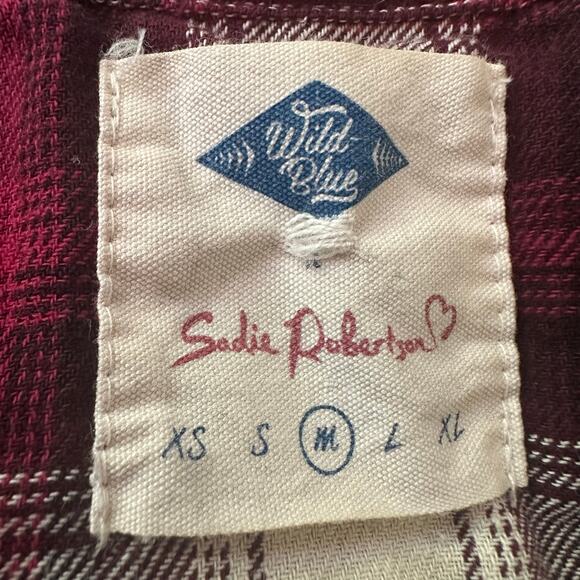 Wild-
Blue
Sadie Robertson
XS S M L XL